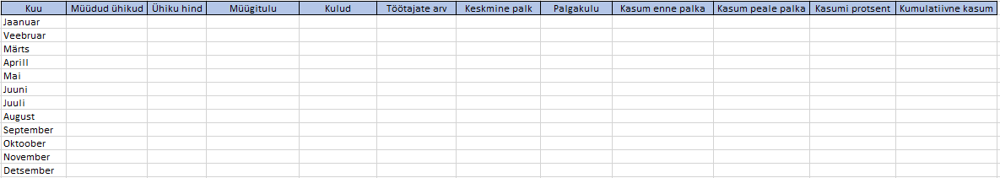 Kuu Müüdud ühikud Ühiku hind Müügitulu Kulud Töötajate arv Keskmine palk Palgakulu Kasum enne palka Kasum peale palka Kasumi protsent Kumulatiivne kasum
Jaanuar
Veebruar
Märts
Aprill
Mai
Juuni
Juuli
August
September
Oktoober
November
Detsember